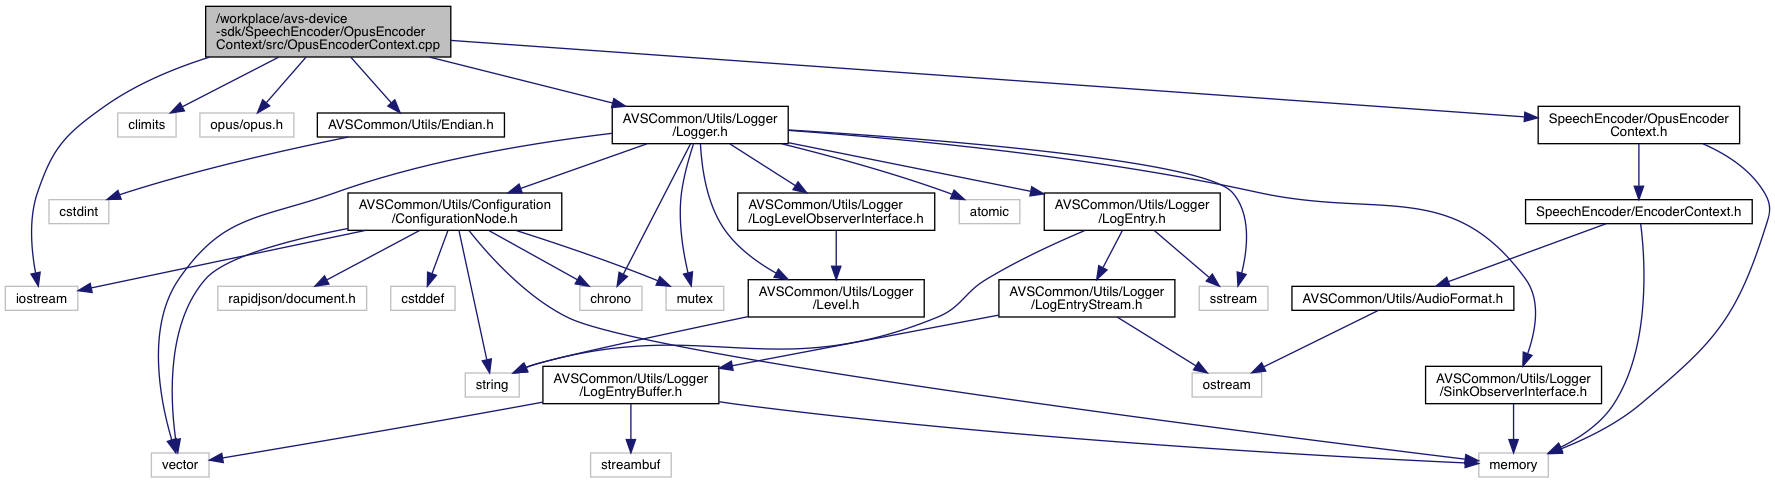 /workplace/avs-device
-sdk/SpeechEncoder/OpusEncoder
Context/src/OpusEncoderContext.cpp
climits
opus/opus.h
AVSCommon/Utils/Endian.h
AVSCommon/Utils/Logger
/Logger.h
SpeechEncoder/OpusEncoder
Context.h
cstdint
AVSCommon/Utils/Configuration
/ConfigurationNode.h
AVSCommon/Utils/Logger
/LogLevelObserverInterface.h
atomic
AVSCommon/Utils/Logger
/LogEntry.h
SpeechEncoder/EncoderContext.h
iostream
rapidjson/document.h
cstddef
chrono
mutex
AVSCommon/Utils/Logger
/Level.h
AVSCommon/Utils/Logger
/LogEntryStream.h
sstream
AVSCommon/Utils/AudioFormat.h
string
AVSCommon/Utils/Logger
/LogEntryBuffer.h
ostream
AVSCommon/Utils/Logger
/SinkObserverInterface.h
vector
streambuf
memory